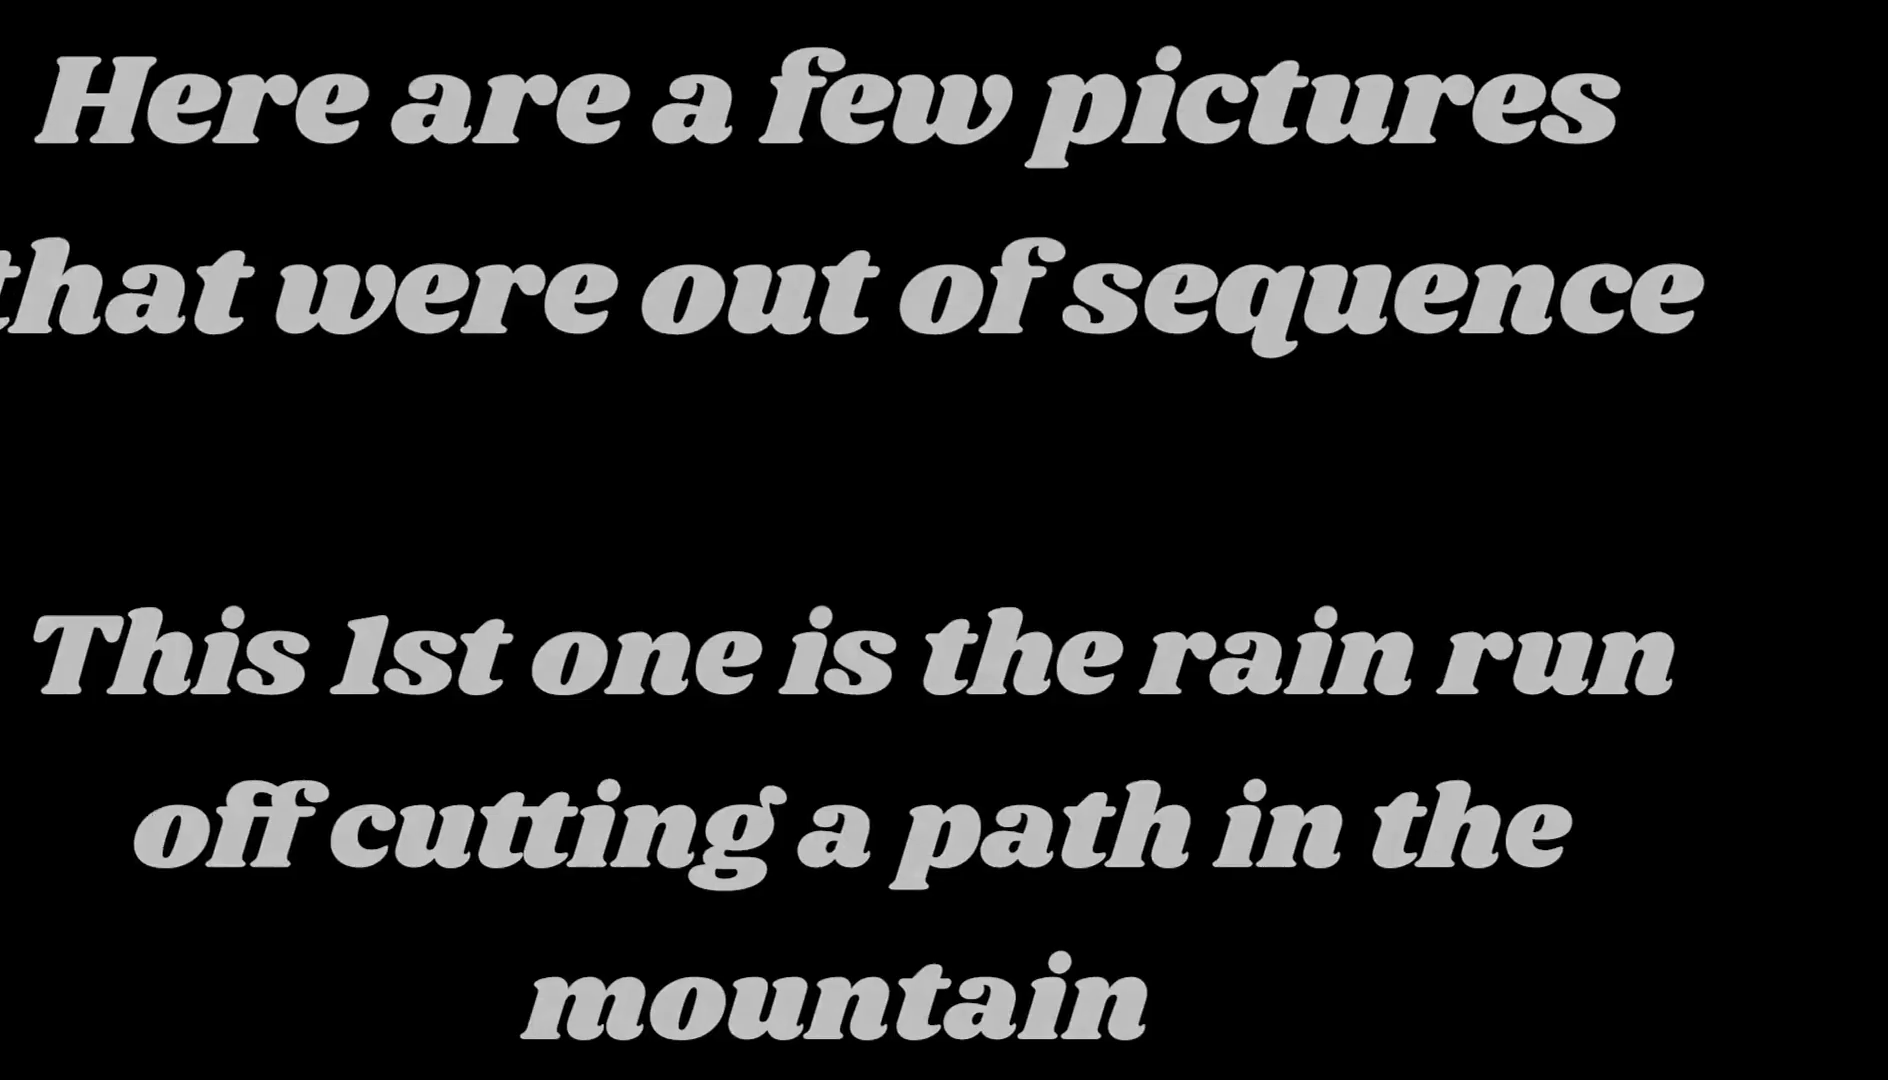 Here are a few pictures
that were out of sequence
This 1st one is the rain run
off cutting a path in the
mountain